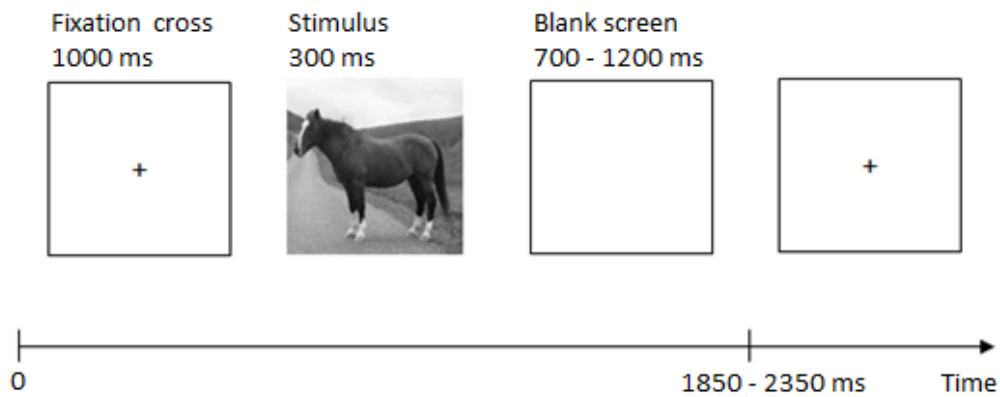 Fixation cross
1000 ms
Stimulus
300 ms
Blank screen
700 - 1200 ms
+
+
0
1850 - 2350 ms
Time